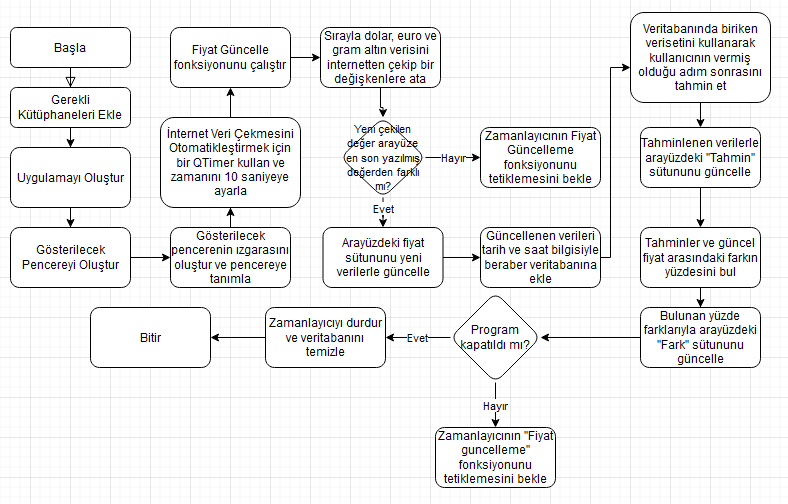 Başla
Gerekli
Kütüphaneleri Ekle
Uygulamayı Oluştur
Gösterilecek
Pencereyi Oluştur
Gösterilecek
pencerenin ızgarasını
oluştur ve pencereye
tanımla
İnternet Veri Çekmesini
Otomatikleştirmek için
bir QTimer kullan ve
zamanını 10 saniyeye
ayarla
Fiyat Güncelle
fonksiyonunu çalıştır
Sırayla dolar, euro ve
gram altın verisini
internetten çekip bir
değişkenlere ata
Yeni çekilen
değer arayüze
en son yazılmış
değerden farklı
mı?
Hayır
Zamanlayıcının Fiyat
Güncelleme
fonksiyonunu
tetiklemesini bekle
Evet
Arayüzdeki fiyat
sütununu yeni
verilerle güncelle
Güncellenen verileri
tarih ve saat bilgisiyle
beraber veritabanına
ekle
Veritabanında biriken
verisetini kullanarak
kullanıcının vermiş
olduğu adım sonrasını
tahmin et
Tahminlenen verilerle
arayüzdeki "Tahmin"
sütununu güncelle
Tahminler ve güncel
fiyat arasındaki farkın
yüzdesini bul
Bulunan yüzde
farklarıyla arayüzdeki
"Fark" sütununu
güncelle
Program
kapatıldı mı?
Evet
Zamanlayıcıyı durdur
ve veritabanını
temizle
Bitir
Hayır
Zamanlayıcının "Fiyat
guncelleme"
fonksiyonunu
tetiklemesini bekle